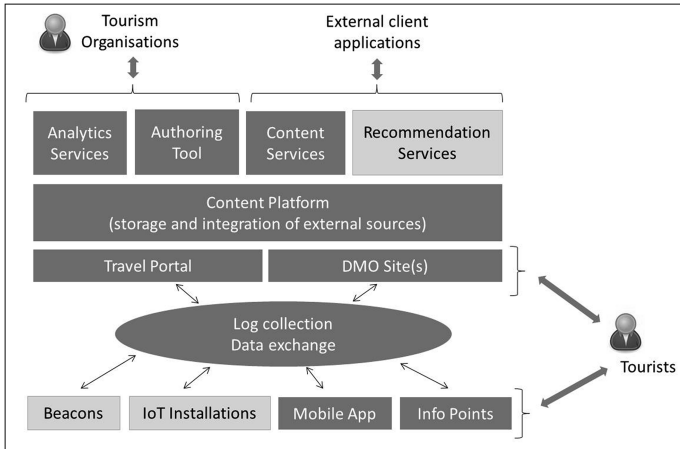 Tourism
Organisations
External client
applications
Analytics
Services
Authoring
Tool
Content
Services
Recommendation
Services
Content Platform
(storage and integration of external sources)
Travel Portal
DMO Site(s)
Log collection
Data exchange
Tourists
Beacons
IoT Installations
Mobile App
Info Points